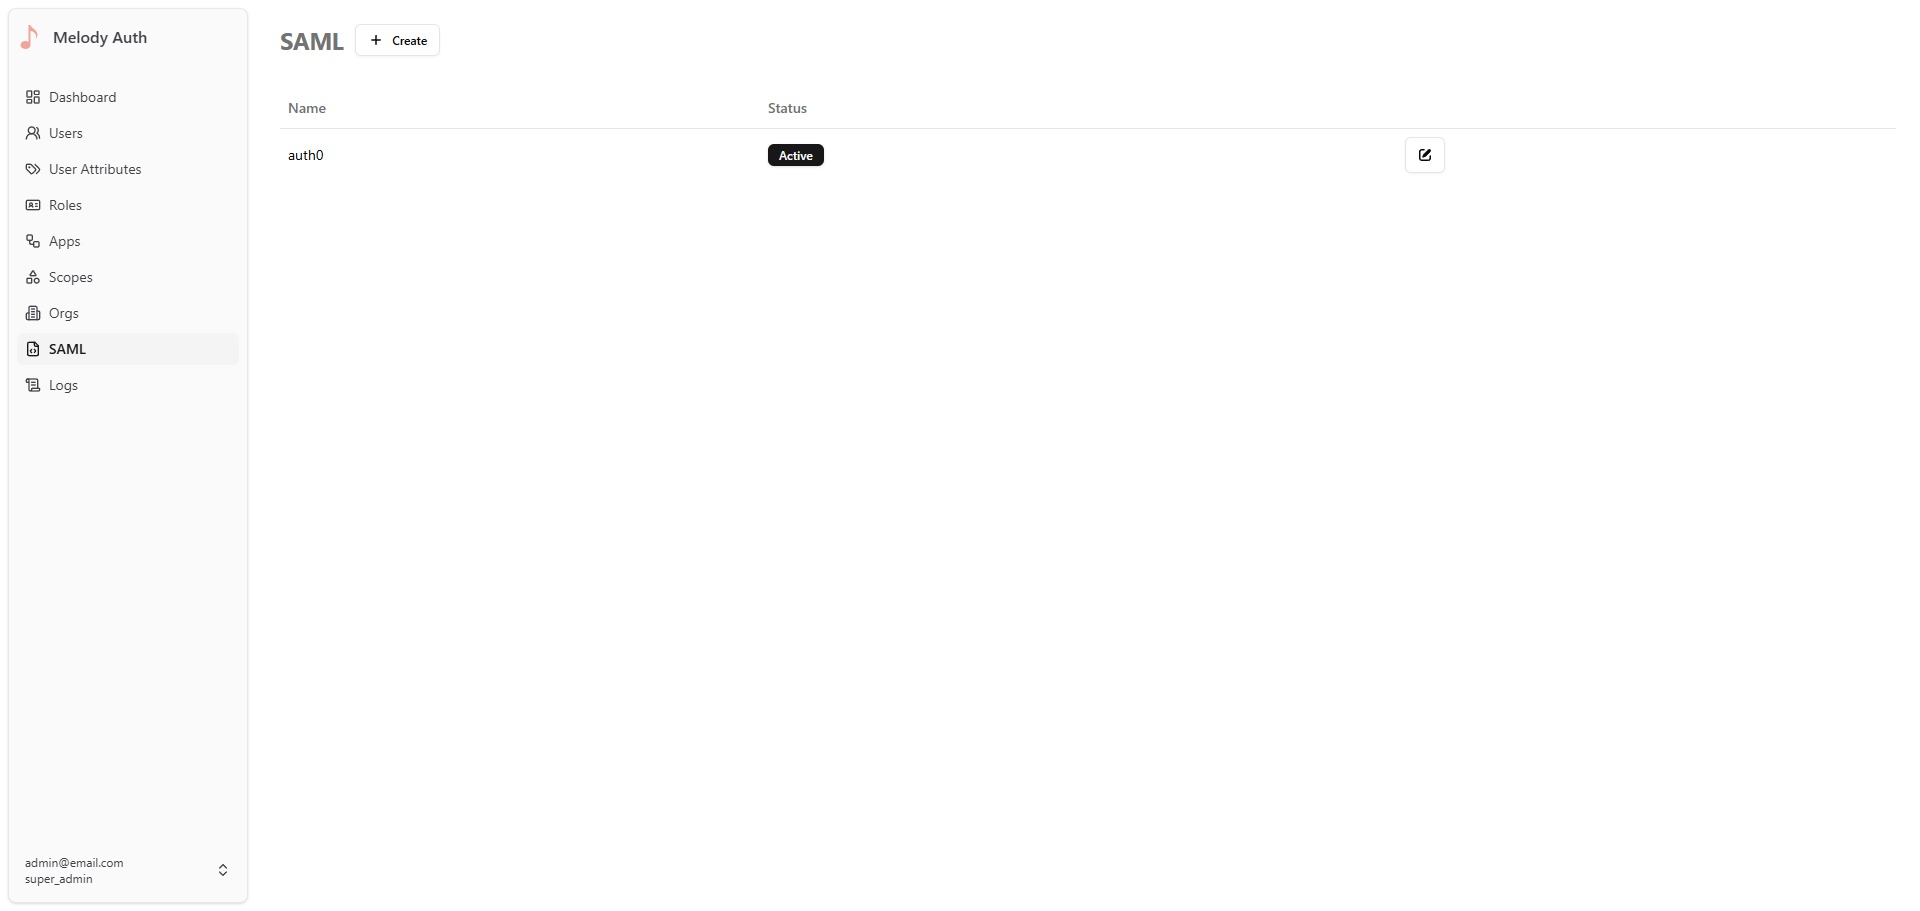 Melody Auth
Dashboard
Users
User Attributes
Roles
Apps
Scopes
Orgs
SAML
Logs
admin@email.com
super_admin
SAML
Create
Name Status
auth0 Active